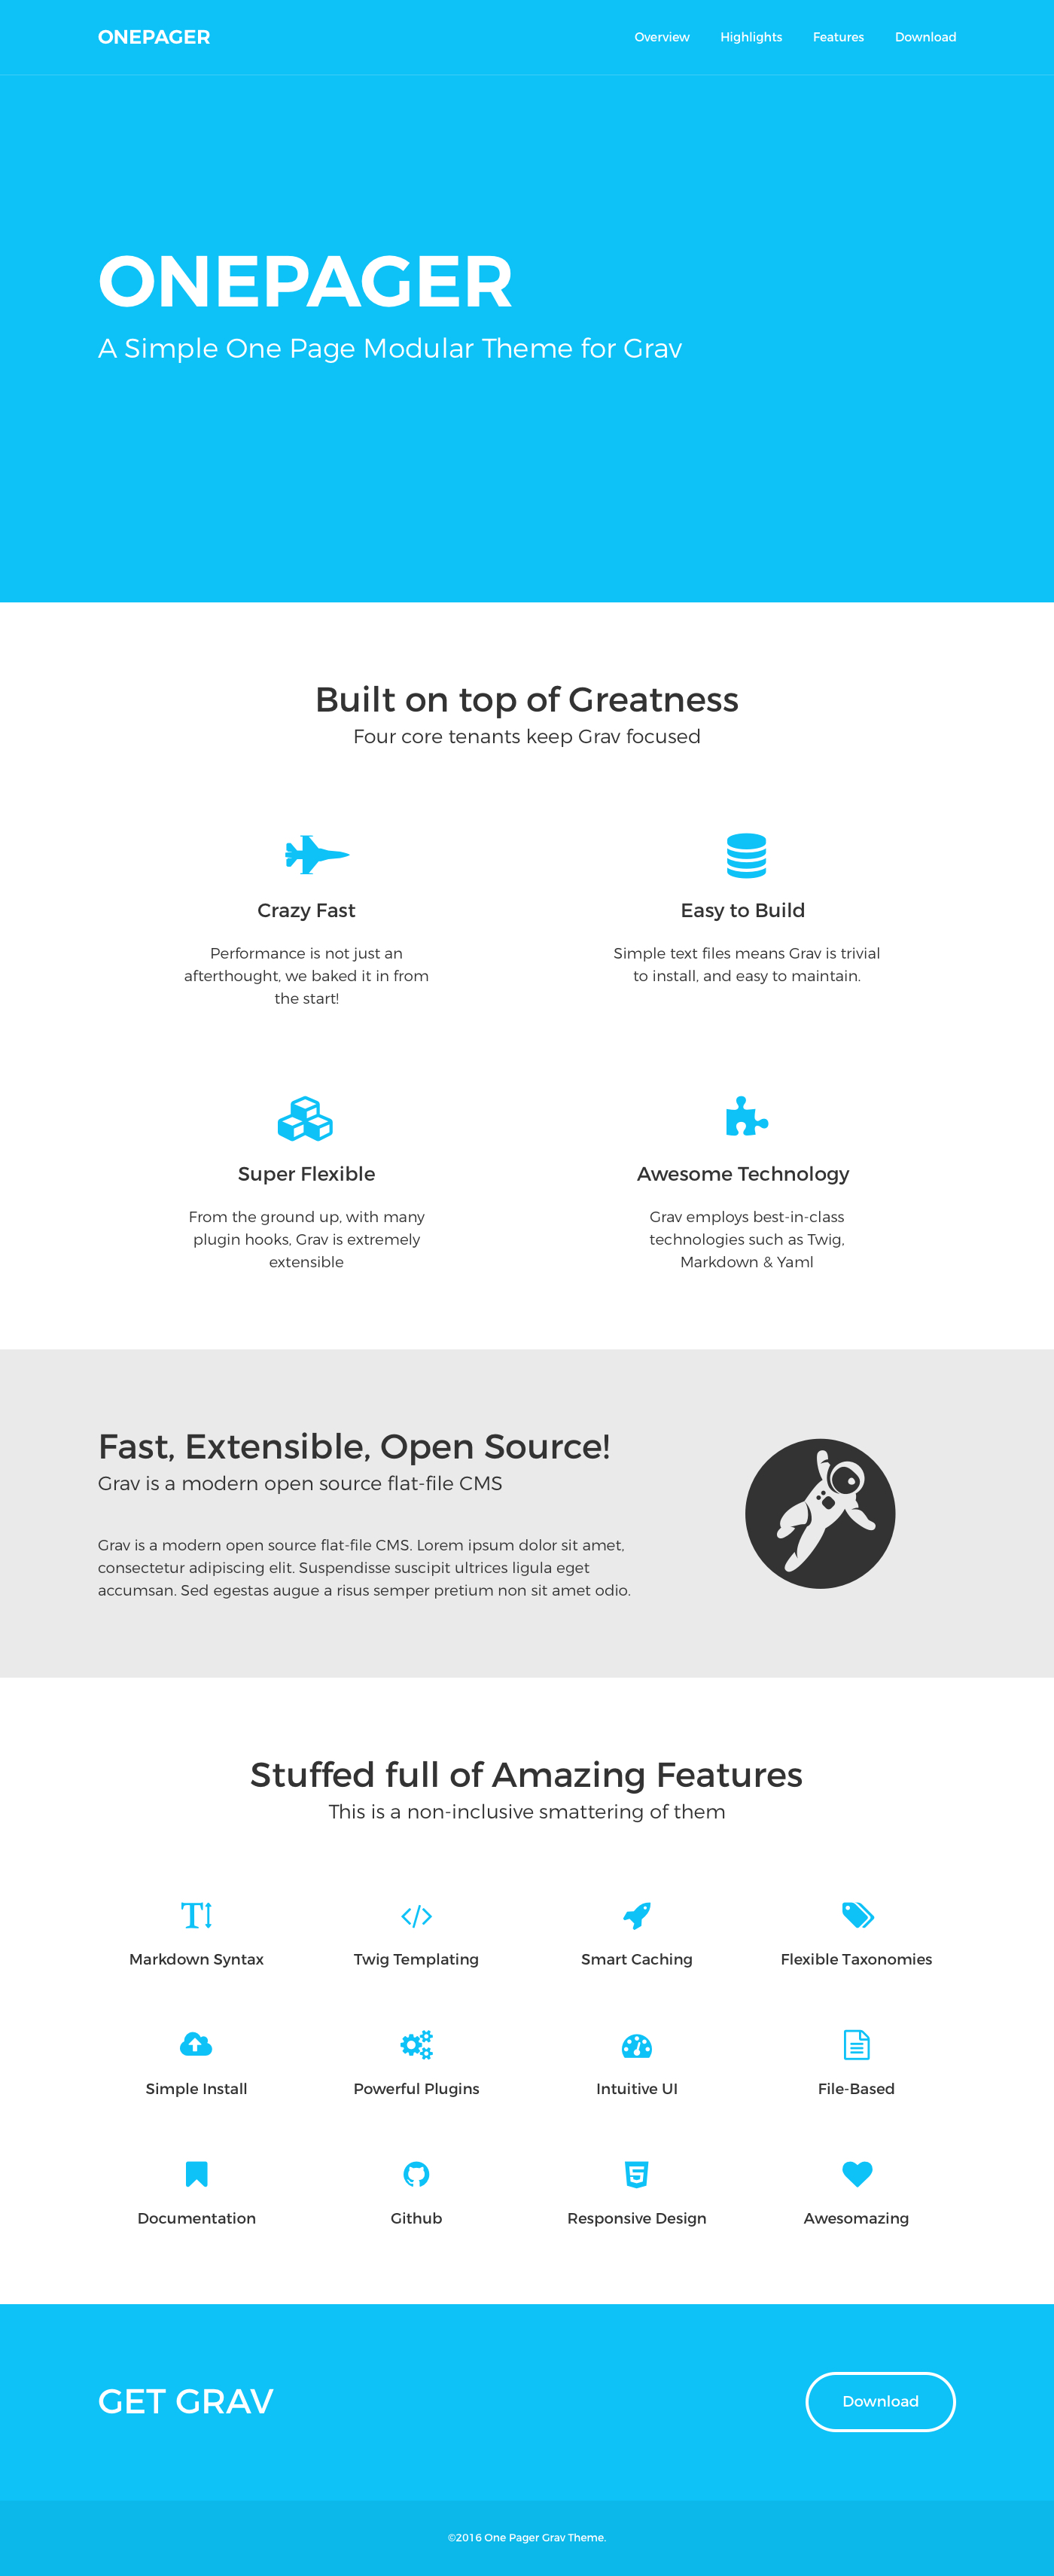 ONEPAGER
Overview Highlights Features Download
ONEPAGER
A Simple One Page Modular Theme for Grav
Built on top of Greatness
Four core tenants keep Grav focused
Crazy Fast
Performance is not just an
afterthought, we baked it in from
the start!
Easy to Build
Simple text files means Grav is trivial
to install, and easy to maintain.
Super Flexible
From the ground up, with many
plugin hooks, Grav is extremely
extensible
Awesome Technology
Grav employs best-in-class
technologies such as Twig,
Markdown & Yaml
Fast, Extensible, Open Source!
Grav is a modern open source flat-file CMS
Grav is a modern open source flat-file CMS. Lorem ipsum dolor sit amet,
consectetur adipiscing elit. Suspendisse suscipit ultrices ligula eget
accumsan. Sed egestas augue a risus semper pretium non sit amet odio.
Stuffed full of Amazing Features
This is a non-inclusive smattering of them
Markdown Syntax
Twig Templating
Smart Caching
Flexible Taxonomies
Simple Install
Powerful Plugins
Intuitive UI
File-Based
Documentation
Github
Responsive Design
Awesomazing
GET GRAV
Download
©2016 One Pager Grav Theme.